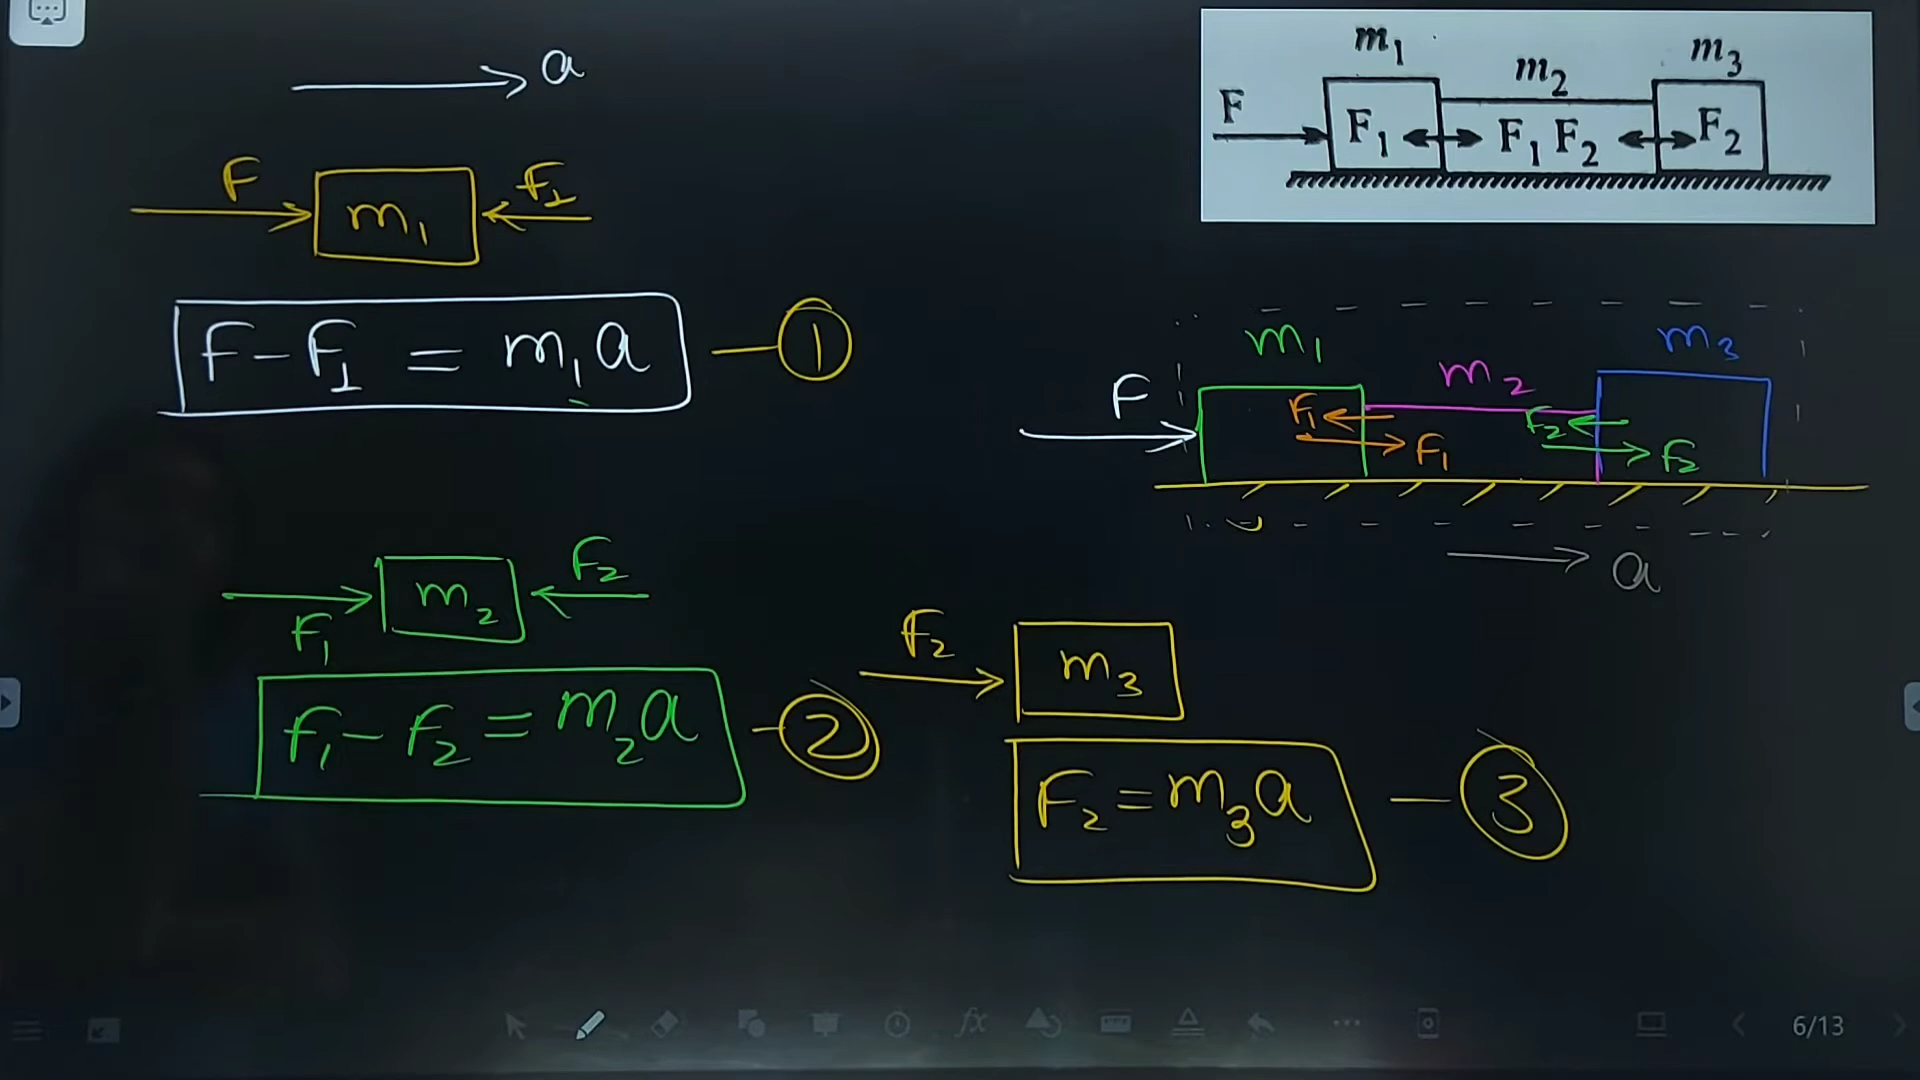 a
F m₁ F₁
F - F₁ = m₁a - 1
F₁ m₂ F₂
F₁ - F₂ = m₂a - 2
F₂ m₃
F₂ = m₃a - 3
m₁ m₂ m₃
F F₁ F₁ F₂ F₂
m₁ m₂ m₃
F F₁ F₁ F₂ F₂
a
fx
6/13